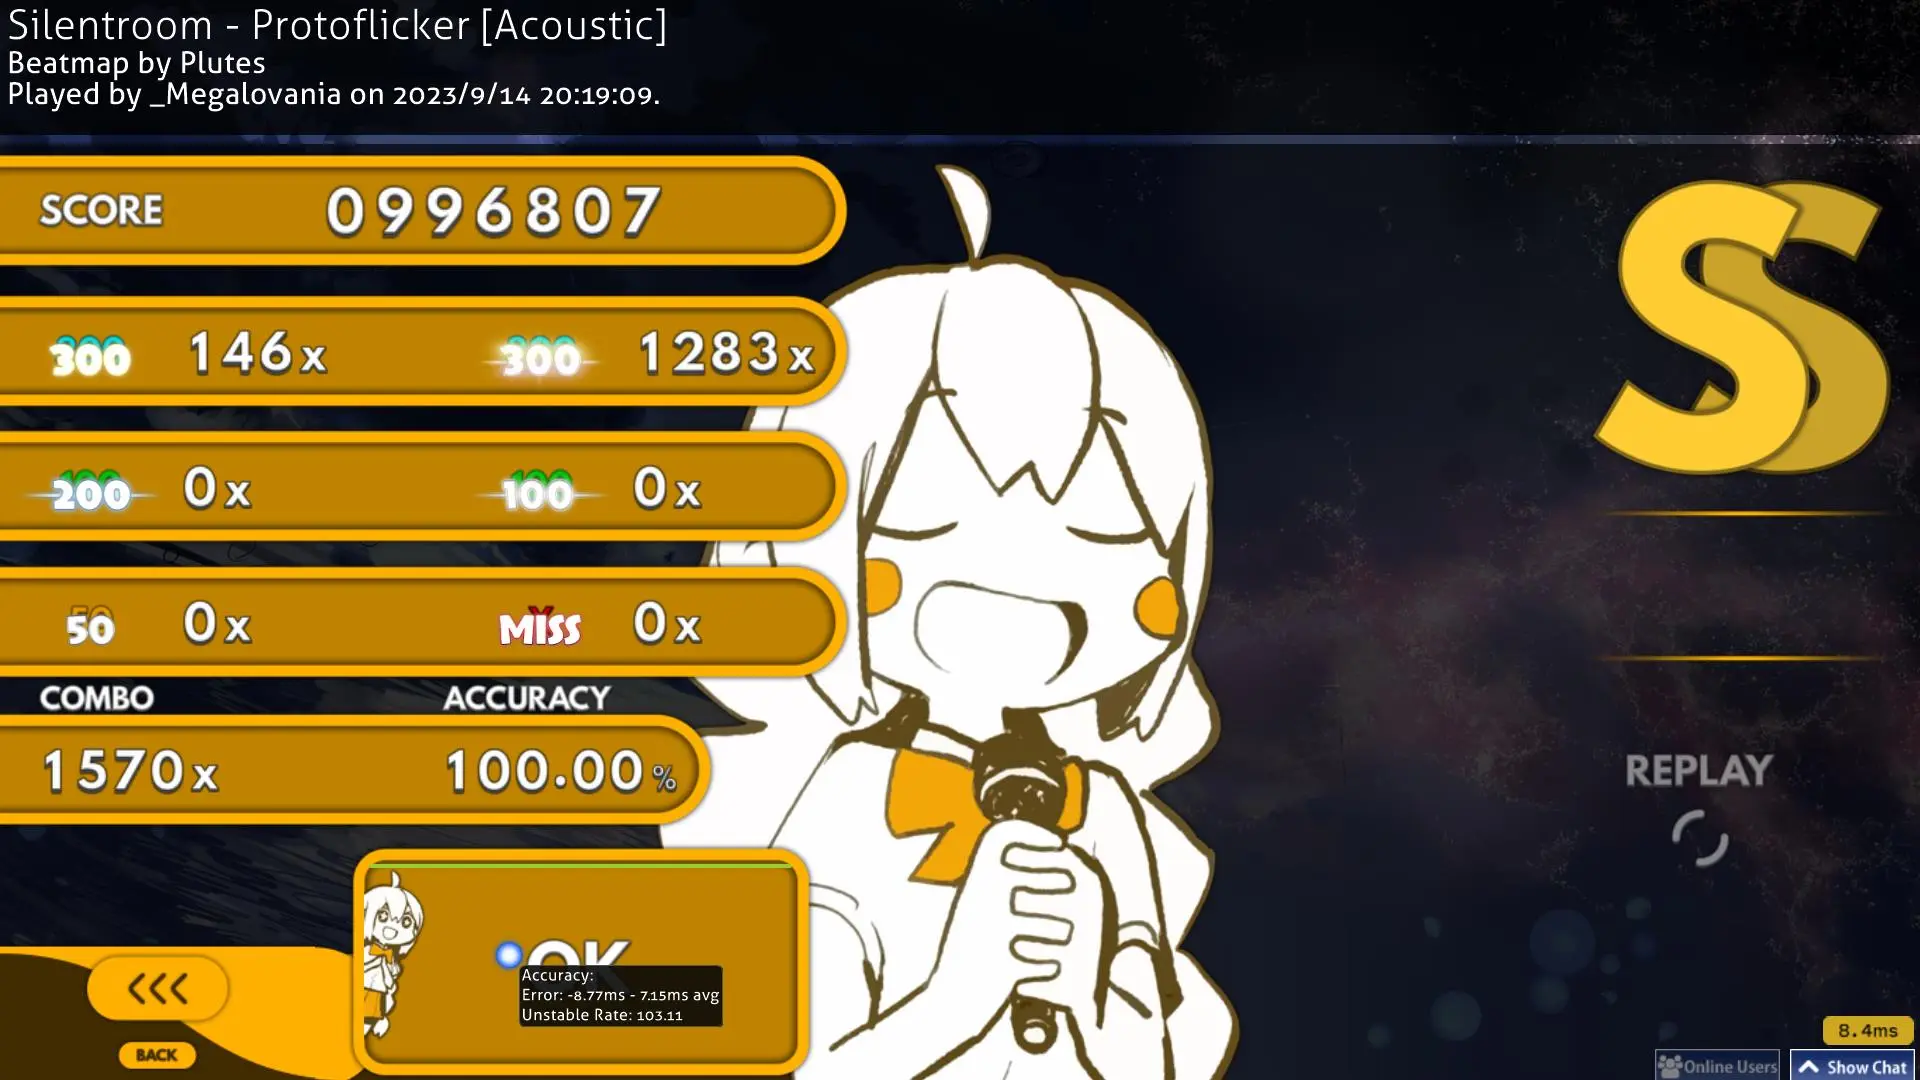 Silentroom - Protoflicker [Acoustic]
Beatmap by Plutes
Played by _Megalovania on 2023/9/14 20:19:09.
SCORE 0996807
300 146x 300 1283x
200 0x 100 0x
50 0x MISS 0x
COMBO ACCURACY
1570x 100.00%
SS
REPLAY
OK
Accuracy:
Error: -8.77ms - 7.15ms avg
Unstable Rate: 103.11
<<<
BACK
8.4ms
Online Users Show Chat